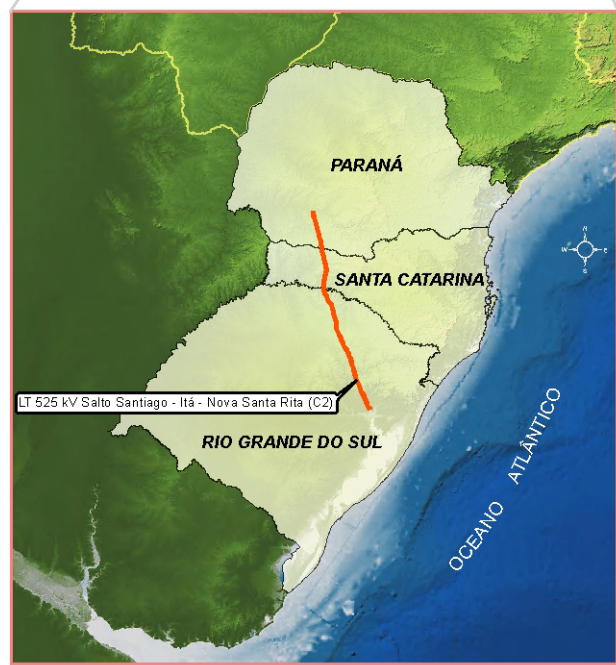 PARANÁ
N
W
E
S
SANTA CATARINA
LT 525 kV Salto Santiago - Itá - Nova Santa Rita (C2)
RIO GRANDE DO SUL
OCEANO ATLÂNTICO